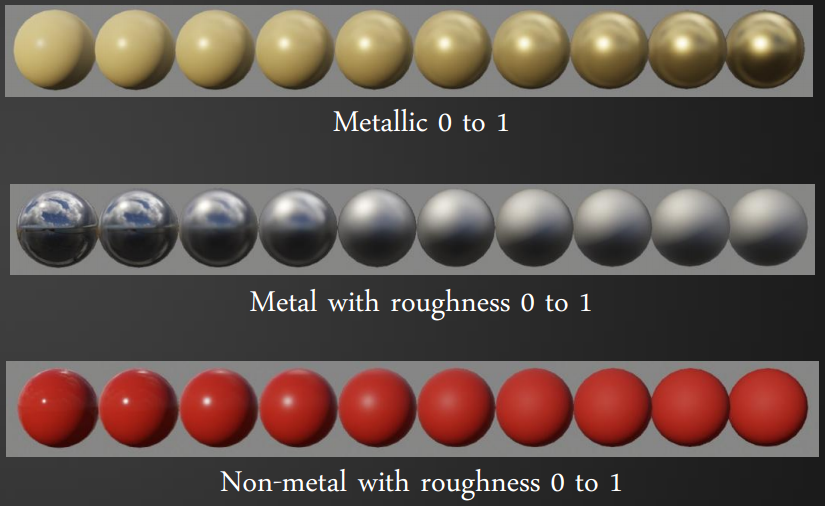 Metallic 0 to 1
Metal with roughness 0 to 1
Non-metal with roughness 0 to 1